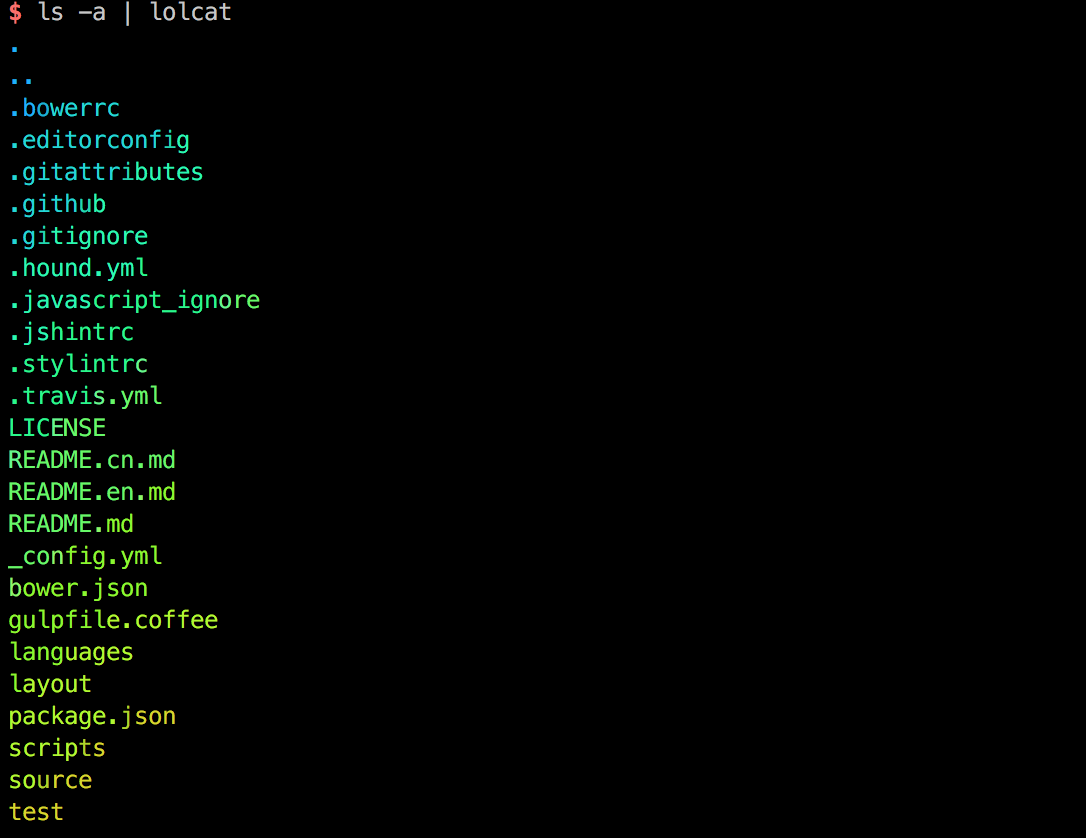 $ ls -a | lolcat
.
..
.bowerrc
.editorconfig
.gitattributes
.github
.gitignore
.hound.yml
.javascript_ignore
.jshintrc
.stylintrc
.travis.yml
LICENSE
README.cn.md
README.en.md
README.md
_config.yml
bower.json
gulpfile.coffee
languages
layout
package.json
scripts
source
test